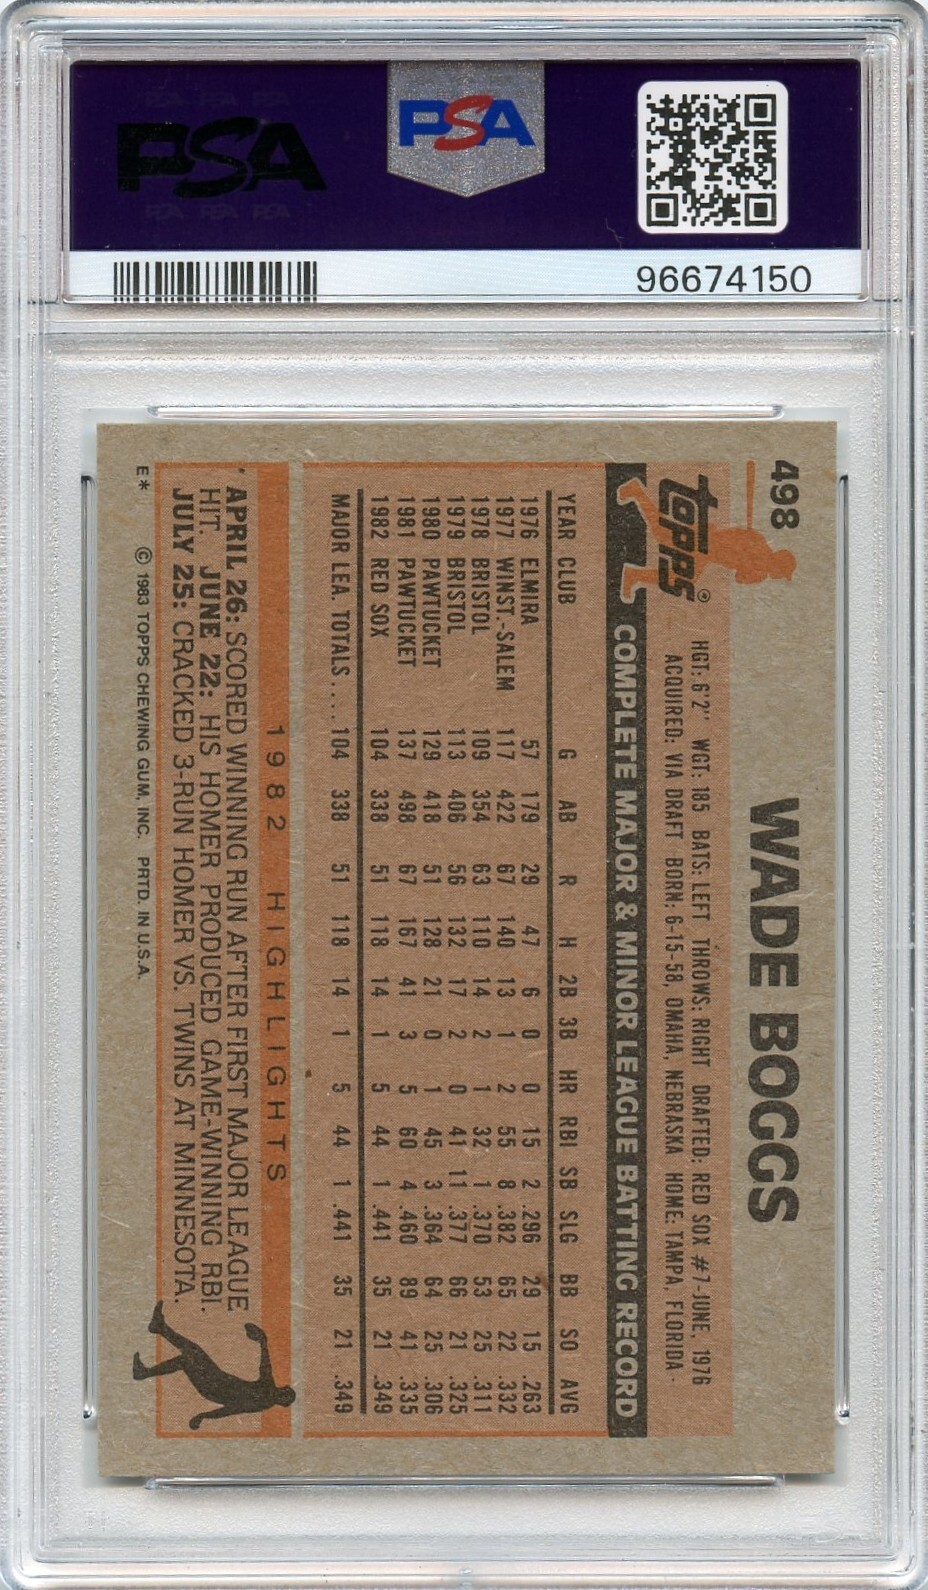 PSA PSA PSA
PSA
PSA PSA PSA
PSA
96674150
498
WADE BOGGS
TOPPS®
HGT: 6'2" WGT: 185 BATS: LEFT THROWS: RIGHT DRAFTED: RED SOX #7-JUNE, 1976
ACQUIRED: VIA DRAFT BORN: 6-15-58, OMAHA, NEBRASKA HOME: TAMPA, FLORIDA
COMPLETE MAJOR & MINOR LEAGUE BATTING RECORD
YEAR CLUB G AB R H 2B 3B HR RBI SB SLG BB SO AVG
1976 ELMIRA 57 179 29 47 6 0 0 15 2 .296 29 15 .263
1977 WINST.-SALEM 117 422 67 140 13 1 2 55 8 .382 65 22 .332
1978 BRISTOL 109 354 63 110 14 2 1 32 1 .370 53 25 .311
1979 BRISTOL 113 406 56 132 17 2 0 41 11 .377 66 21 .325
1980 PAWTUCKET 129 418 51 128 21 0 1 45 3 .364 64 25 .306
1981 PAWTUCKET 137 498 67 167 41 3 5 60 4 .460 89 41 .335
1982 RED SOX 104 338 51 118 14 1 5 44 1 .441 35 21 .349
MAJOR LEA. TOTALS.... 104 338 51 118 14 1 5 44 1 .441 35 21 .349
1982 HIGHLIGHTS
APRIL 26: SCORED WINNING RUN AFTER FIRST MAJOR LEAGUE
HIT. JUNE 22: HIS HOMER PRODUCED GAME-WINNING RBI.
JULY 25: CRACKED 3-RUN HOMER VS. TWINS AT MINNESOTA.
E* © 1983 TOPPS CHEWING GUM, INC. PRTD. IN U.S.A.